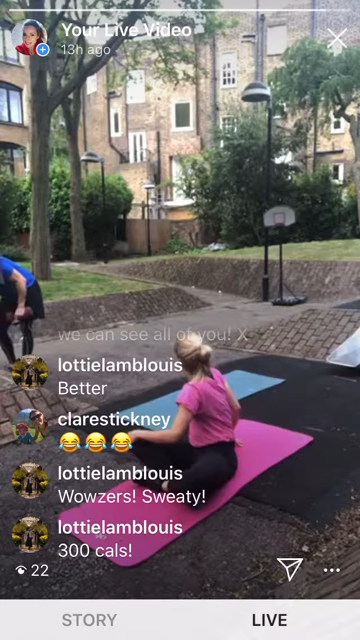 Your Live Video
13h ago
we can see all of you! X
lottielamblouis
Better
clarestickney
😂😂😂
lottielamblouis
Wowzers! Sweaty!
lottielamblouis
300 cals!
22
STORY LIVE